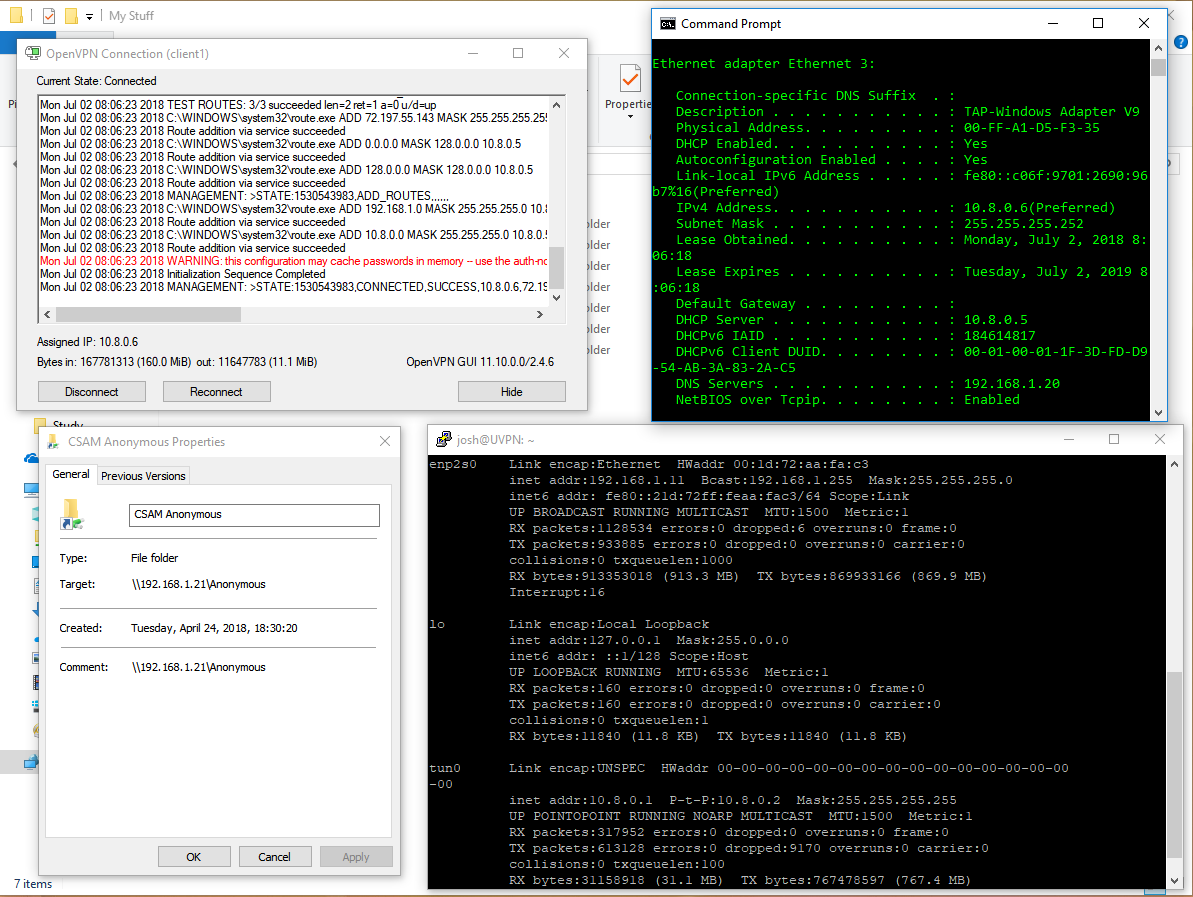 My Stuff
OpenVPN Connection (client1)
Current State: Connected
Mon Jul 02 08:06:23 2018 TEST ROUTES: 3/3 succeeded len=2 ret=1 a=0 u/d=up
Mon Jul 02 08:06:23 2018 C:\WINDOWS\system32\route.exe ADD 72.197.55.143 MASK 255.255.255.255
Mon Jul 02 08:06:23 2018 Route addition via service succeeded
Mon Jul 02 08:06:23 2018 C:\WINDOWS\system32\route.exe ADD 0.0.0.0 MASK 128.0.0.0 10.8.0.5
Mon Jul 02 08:06:23 2018 Route addition via service succeeded
Mon Jul 02 08:06:23 2018 C:\WINDOWS\system32\route.exe ADD 128.0.0.0 MASK 128.0.0.0 10.8.0.5
Mon Jul 02 08:06:23 2018 Route addition via service succeeded
Mon Jul 02 08:06:23 2018 MANAGEMENT: >STATE:1530543983,ADD_ROUTES,,,,,,
Mon Jul 02 08:06:23 2018 C:\WINDOWS\system32\route.exe ADD 192.168.1.0 MASK 255.255.255.0 10.8
Mon Jul 02 08:06:23 2018 Route addition via service succeeded
Mon Jul 02 08:06:23 2018 C:\WINDOWS\system32\route.exe ADD 10.8.0.0 MASK 255.255.255.0 10.8.0.5
Mon Jul 02 08:06:23 2018 Route addition via service succeeded
Mon Jul 02 08:06:23 2018 WARNING: this configuration may cache passwords in memory -- use the auth-no
Mon Jul 02 08:06:23 2018 Initialization Sequence Completed
Mon Jul 02 08:06:23 2018 MANAGEMENT: >STATE:1530543983,CONNECTED,SUCCESS,10.8.0.6,72.19
Assigned IP: 10.8.0.6
Bytes in: 167781313 (160.0 MiB) out: 11647783 (11.1 MiB)
OpenVPN GUI 11.10.0.0/2.4.6
Disconnect
Reconnect
Hide
Pi
Propertie
older
older
older
older
older
older
older
Command Prompt
Ethernet adapter Ethernet 3:
Connection-specific DNS Suffix . :
Description . . . . . . . . . . . : TAP-Windows Adapter V9
Physical Address. . . . . . . . . : 00-FF-A1-D5-F3-35
DHCP Enabled. . . . . . . . . . . : Yes
Autoconfiguration Enabled . . . . : Yes
Link-local IPv6 Address . . . . . : fe80::c06f:9701:2690:96
b7%16(Preferred)
IPv4 Address. . . . . . . . . . . : 10.8.0.6(Preferred)
Subnet Mask . . . . . . . . . . . : 255.255.255.252
Lease Obtained. . . . . . . . . . : Monday, July 2, 2018 8:
06:18
Lease Expires . . . . . . . . . . : Tuesday, July 2, 2019 8
:06:18
Default Gateway . . . . . . . . . :
DHCP Server . . . . . . . . . . . : 10.8.0.5
DHCPv6 IAID . . . . . . . . . . . : 184614817
DHCPv6 Client DUID. . . . . . . . : 00-01-00-01-1F-3D-FD-D9
-54-AB-3A-83-2A-C5
DNS Servers . . . . . . . . . . . : 192.168.1.20
NetBIOS over Tcpip. . . . . . . . : Enabled
Study
CSAM Anonymous Properties
General
Previous Versions
CSAM Anonymous
Type: File folder
Target: \\192.168.1.21\Anonymous
Created: Tuesday, April 24, 2018, 18:30:20
Comment: \\192.168.1.21\Anonymous
OK
Cancel
Apply
7 items
josh@UVPN: ~
enp2s0 Link encap:Ethernet HWaddr 00:1d:72:aa:fa:c3
inet addr:192.168.1.11 Bcast:192.168.1.255 Mask:255.255.255.0
inet6 addr: fe80::21d:72ff:feaa:fac3/64 Scope:Link
UP BROADCAST RUNNING MULTICAST MTU:1500 Metric:1
RX packets:1128534 errors:0 dropped:6 overruns:0 frame:0
TX packets:933885 errors:0 dropped:0 overruns:0 carrier:0
collisions:0 txqueuelen:1000
RX bytes:913353018 (913.3 MB) TX bytes:869933166 (869.9 MB)
Interrupt:16
lo Link encap:Local Loopback
inet addr:127.0.0.1 Mask:255.0.0.0
inet6 addr: ::1/128 Scope:Host
UP LOOPBACK RUNNING MTU:65536 Metric:1
RX packets:160 errors:0 dropped:0 overruns:0 frame:0
TX packets:160 errors:0 dropped:0 overruns:0 carrier:0
collisions:0 txqueuelen:1
RX bytes:11840 (11.8 KB) TX bytes:11840 (11.8 KB)
tun0 Link encap:UNSPEC HWaddr 00-00-00-00-00-00-00-00-00-00-00-00-00-00-00
-00
inet addr:10.8.0.1 P-t-P:10.8.0.2 Mask:255.255.255.255
UP POINTOPOINT RUNNING NOARP MULTICAST MTU:1500 Metric:1
RX packets:317952 errors:0 dropped:0 overruns:0 frame:0
TX packets:613128 errors:0 dropped:9170 overruns:0 carrier:0
collisions:0 txqueuelen:100
RX bytes:31158918 (31.1 MB) TX bytes:767478597 (767.4 MB)